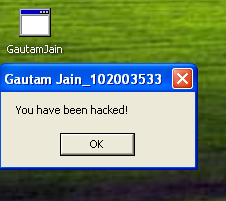 GautamJain
Gautam Jain_102003533
You have been hacked!
OK